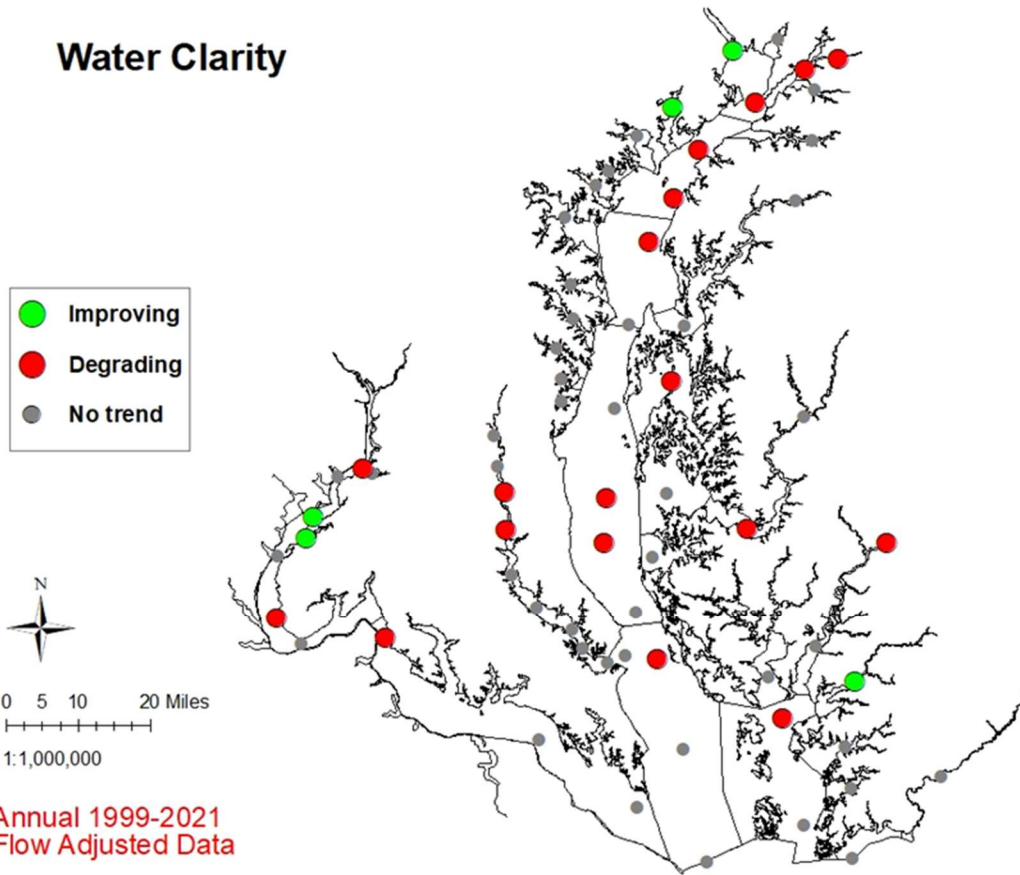 Water Clarity
Improving
Degrading
No trend
N
0 5 10 20 Miles
1:1,000,000
Annual 1999-2021
Flow Adjusted Data